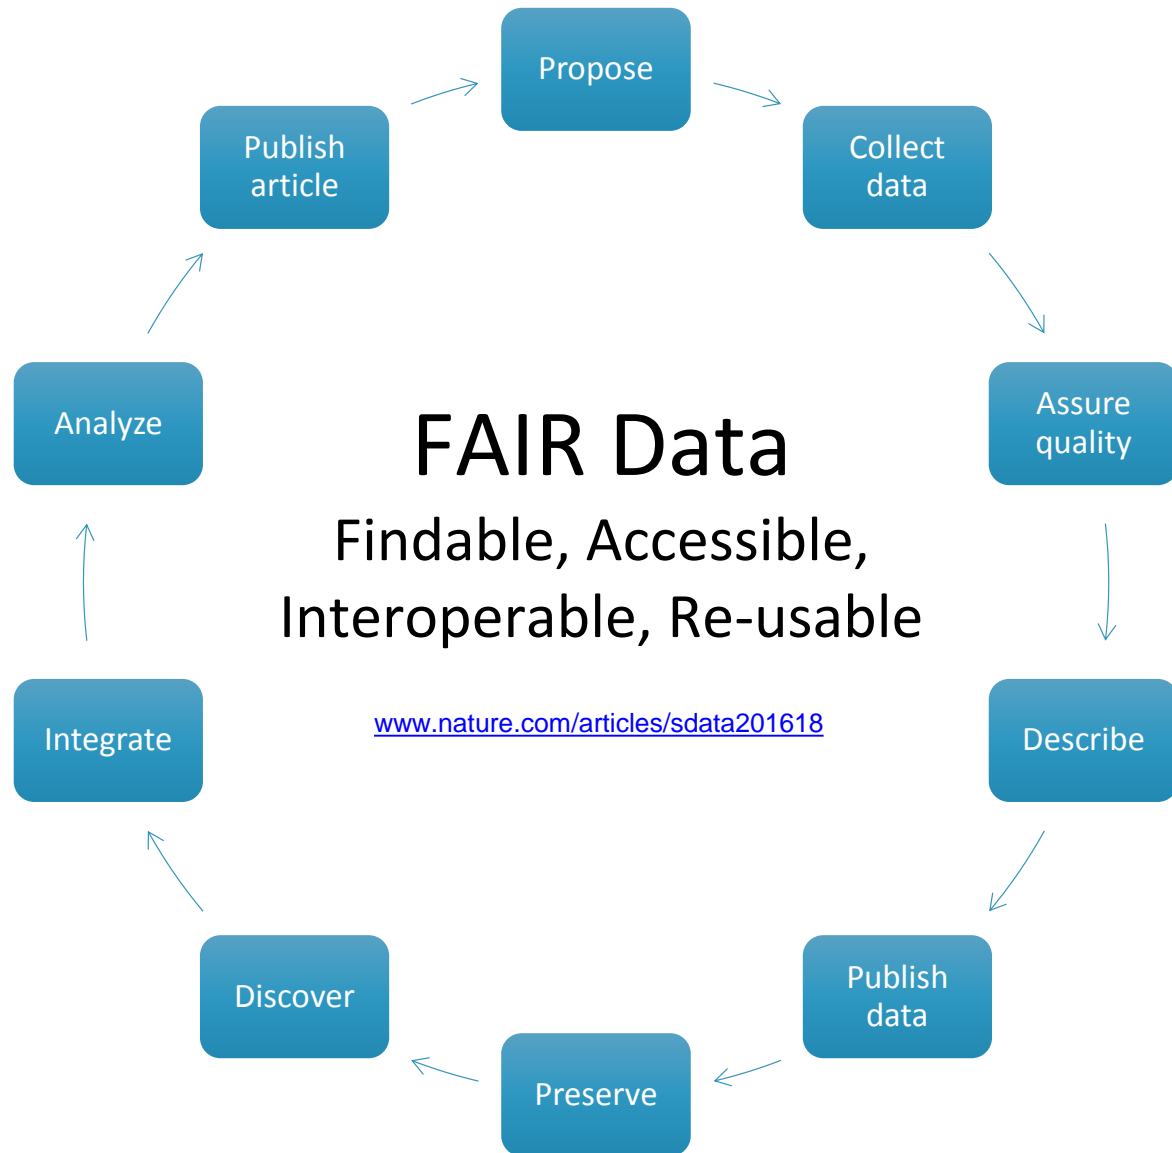 Propose
Collect
data
Assure
quality
Describe
Publish
data
Preserve
Discover
Integrate
Analyze
Publish
article
FAIR Data
Findable, Accessible,
Interoperable, Re-usable
www.nature.com/articles/sdata201618